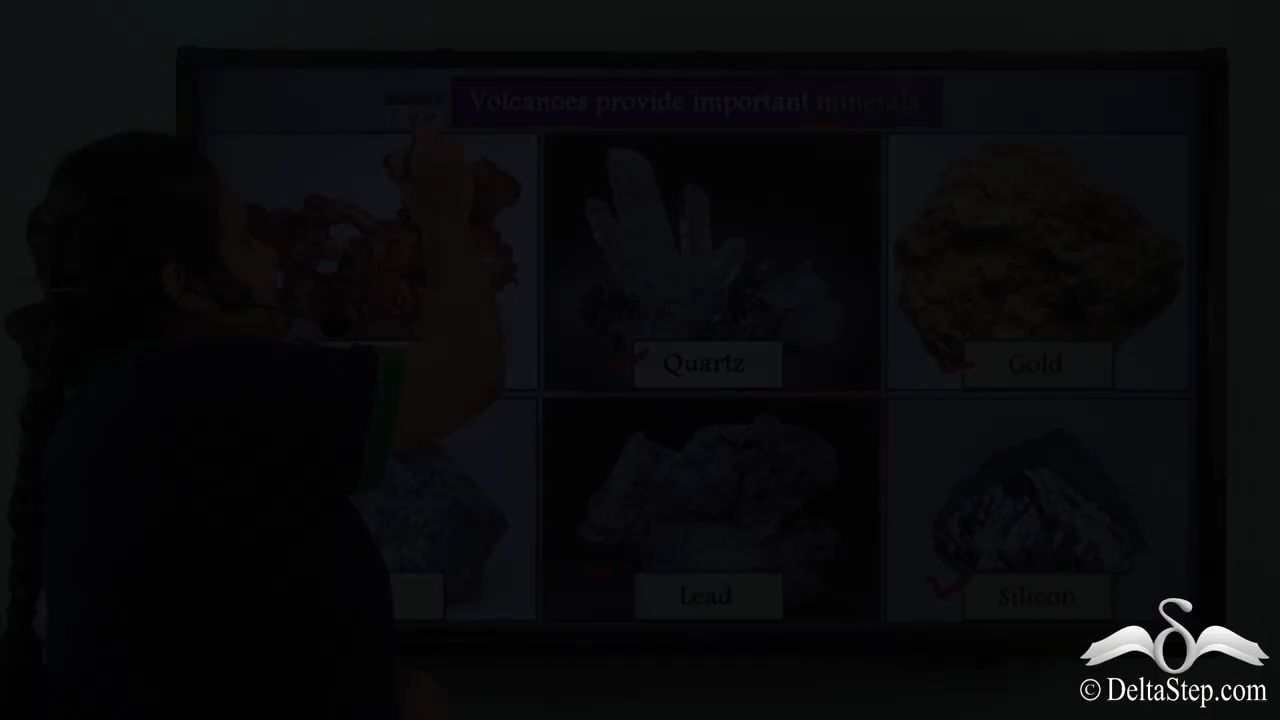 Volcanoes provide important minerals
Quartz
Gold
Lead
Silicon
© DeltaStep.com